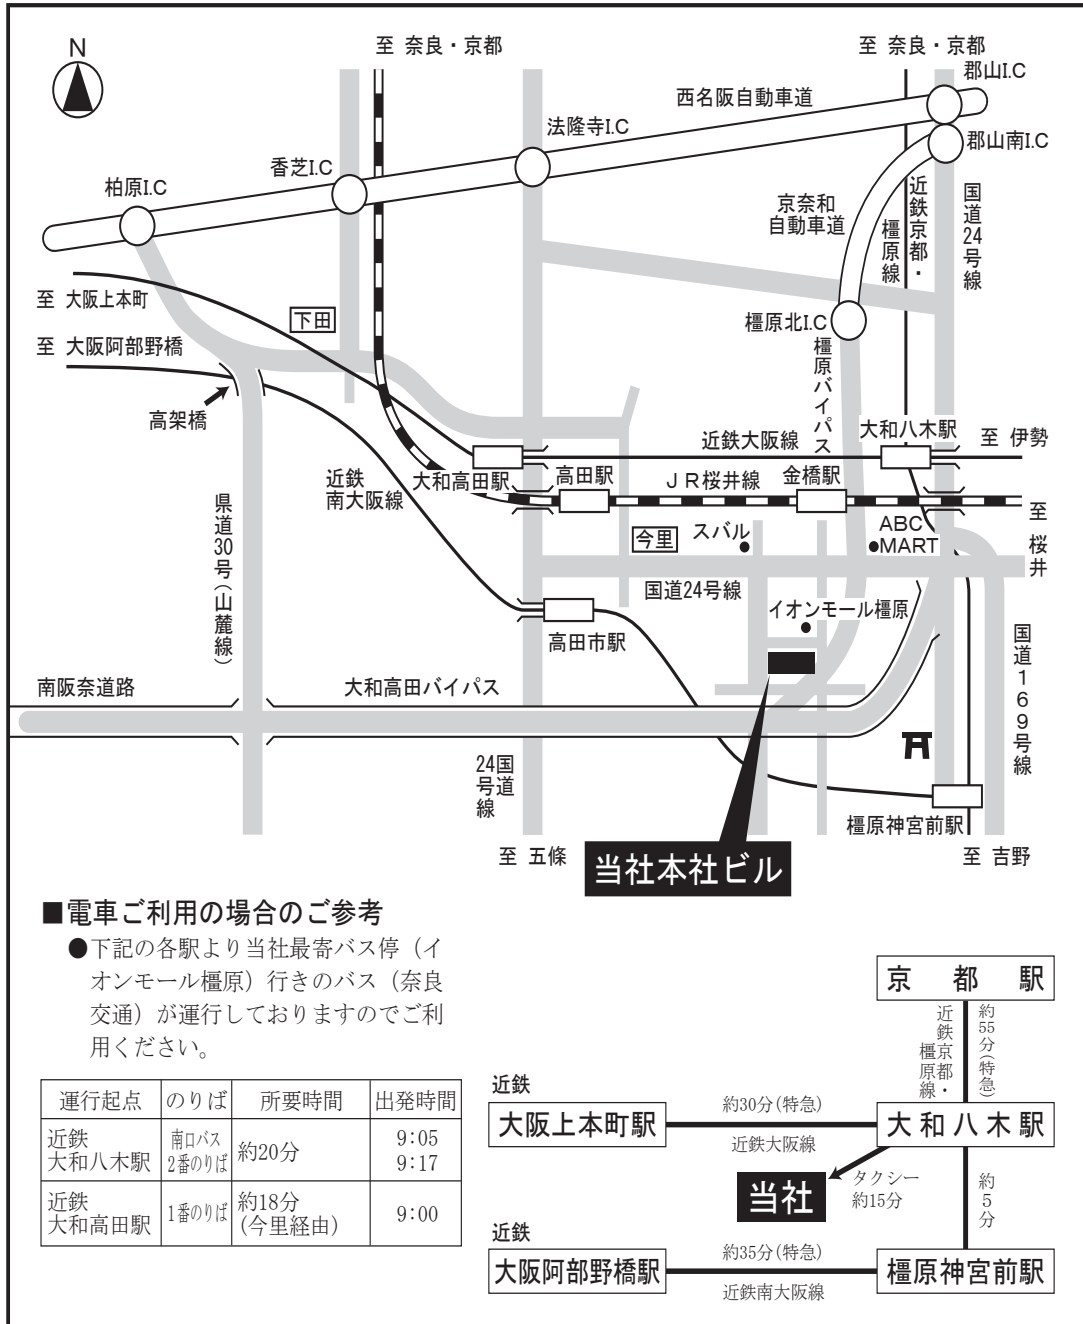 N
至 奈良・京都
至 奈良・京都
郡山I.C
西名阪自動車道
法隆寺I.C
郡山南I.C
香芝I.C
柏原I.C
京奈和
自動車道
近鉄京都・
橿原線
国道24号線
至 大阪上本町
下田
橿原北I.C
至 大阪阿部野橋
橿原バイパス
高架橋
大和八木駅
近鉄大阪線
至 伊勢
近鉄
南大阪線
大和高田駅
高田駅
JR桜井線
金橋駅
県道30号(山麓線)
至 桜井
今里
スバル
ABC
MART
国道24号線
イオンモール橿原
高田市駅
国道169号線
南阪奈道路
大和高田バイパス
国道
24号線
橿原神宮前駅
至 五條
至 吉野
当社本社ビル
■電車ご利用の場合のご参考
●下記の各駅より当社最寄バス停（イ
オンモール橿原）行きのバス（奈良
交通）が運行しておりますのでご利
用ください。
運行起点 のりば 所要時間 出発時間
近鉄
大和八木駅
南口バス
2番のりば
約20分
9:05
9:17
近鉄
大和高田駅
1番のりば
約18分
(今里経由)
9:00
京都駅
近鉄京都・
橿原線
約55分(特急)
近鉄
大阪上本町駅
約30分(特急)
近鉄大阪線
大和八木駅
当社
タクシー
約15分
約5分
近鉄
大阪阿部野橋駅
約35分(特急)
近鉄南大阪線
橿原神宮前駅